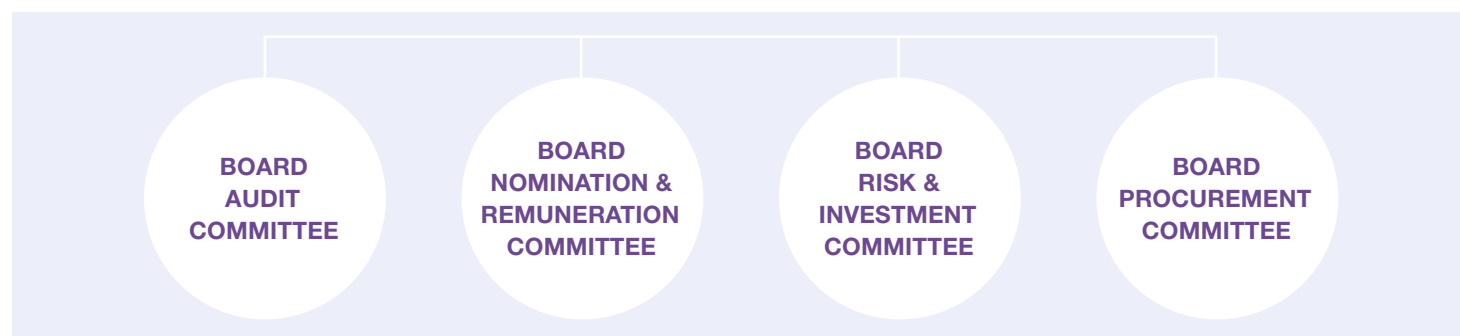 BOARD
AUDIT
COMMITTEE
BOARD
NOMINATION &
REMUNERATION
COMMITTEE
BOARD
RISK &
INVESTMENT
COMMITTEE
BOARD
PROCUREMENT
COMMITTEE